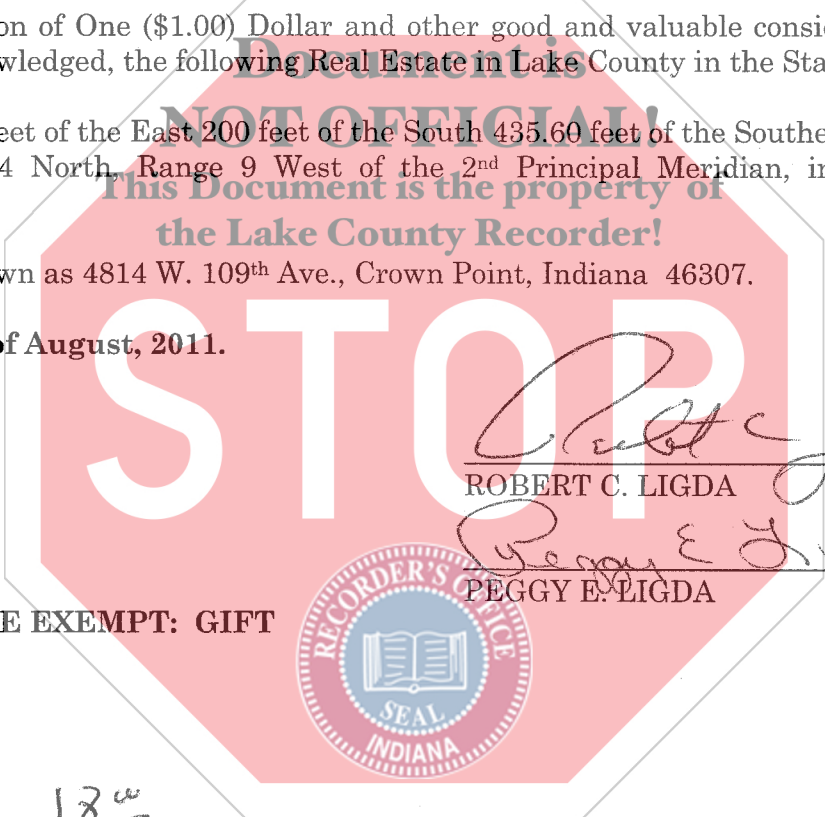 on of One ($1.00) Dollar and other good and valuable consid
Document is
wledged, the following Real Estate in Lake County in the Sta
NOT OFFICIAL!
eet of the East 200 feet of the South 435.60 feet of the Southe
4 North, Range 9 West of the 2nd Principal Meridian, in
This Document is the property of
the Lake County Recorder!
wn as 4814 W. 109th Ave., Crown Point, Indiana 46307.
STOP
of August, 2011.
ROBERT C. LIGDA
Peggy E
PEGGY E. LIGDA
E EXEMPT: GIFT
RECORDER'S OFFICE
SEAL
INDIANA
18